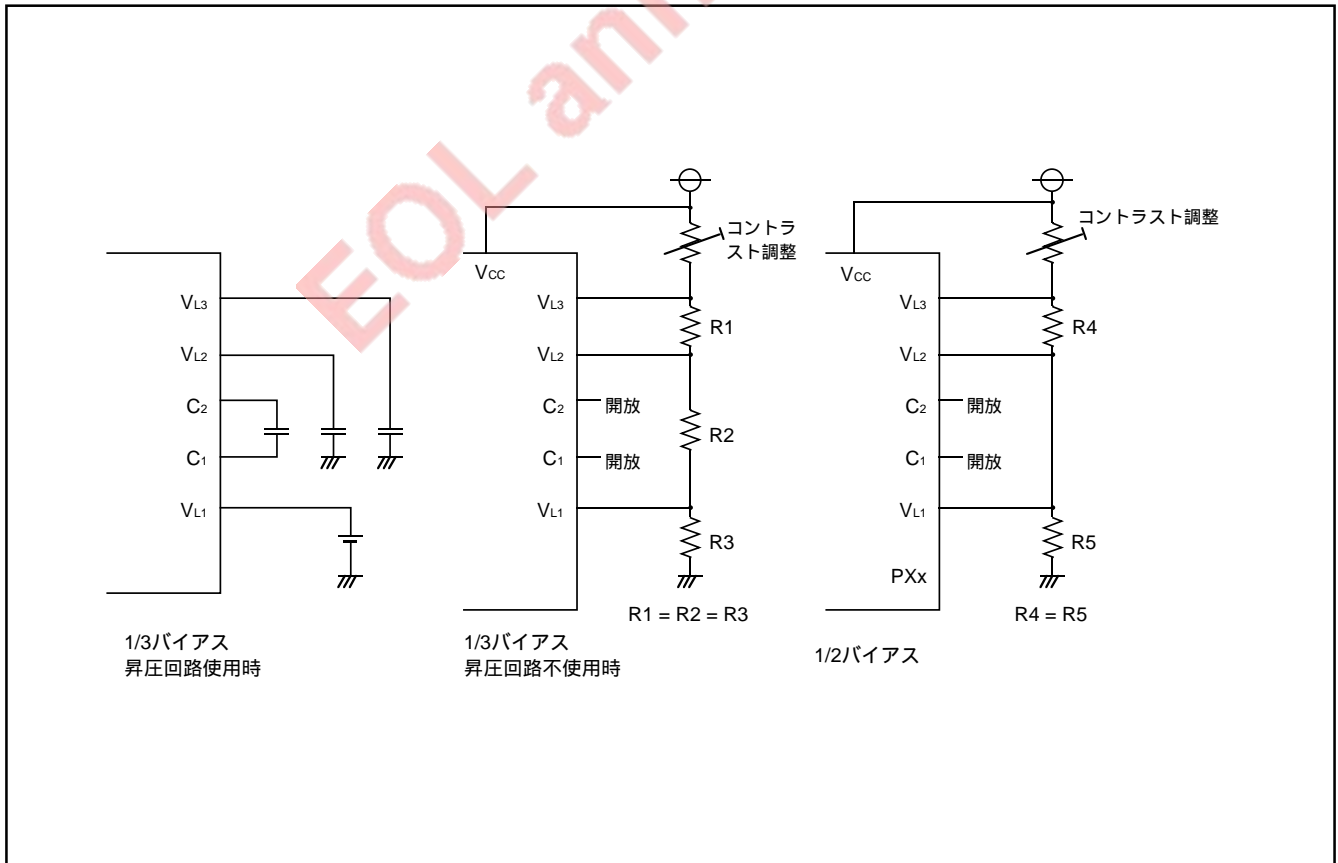 EOL ann
VL3
VL2
C2
C1
VL1
1/3バイアス
昇圧回路使用時
VCC
コントラ
スト調整
VL3
R1
VL2
C2
開放
R2
C1
開放
VL1
R3
R1 = R2 = R3
1/3バイアス
昇圧回路不使用時
VCC
コントラスト調整
VL3
R4
VL2
C2
開放
C1
開放
VL1
R5
PXx
R4 = R5
1/2バイアス